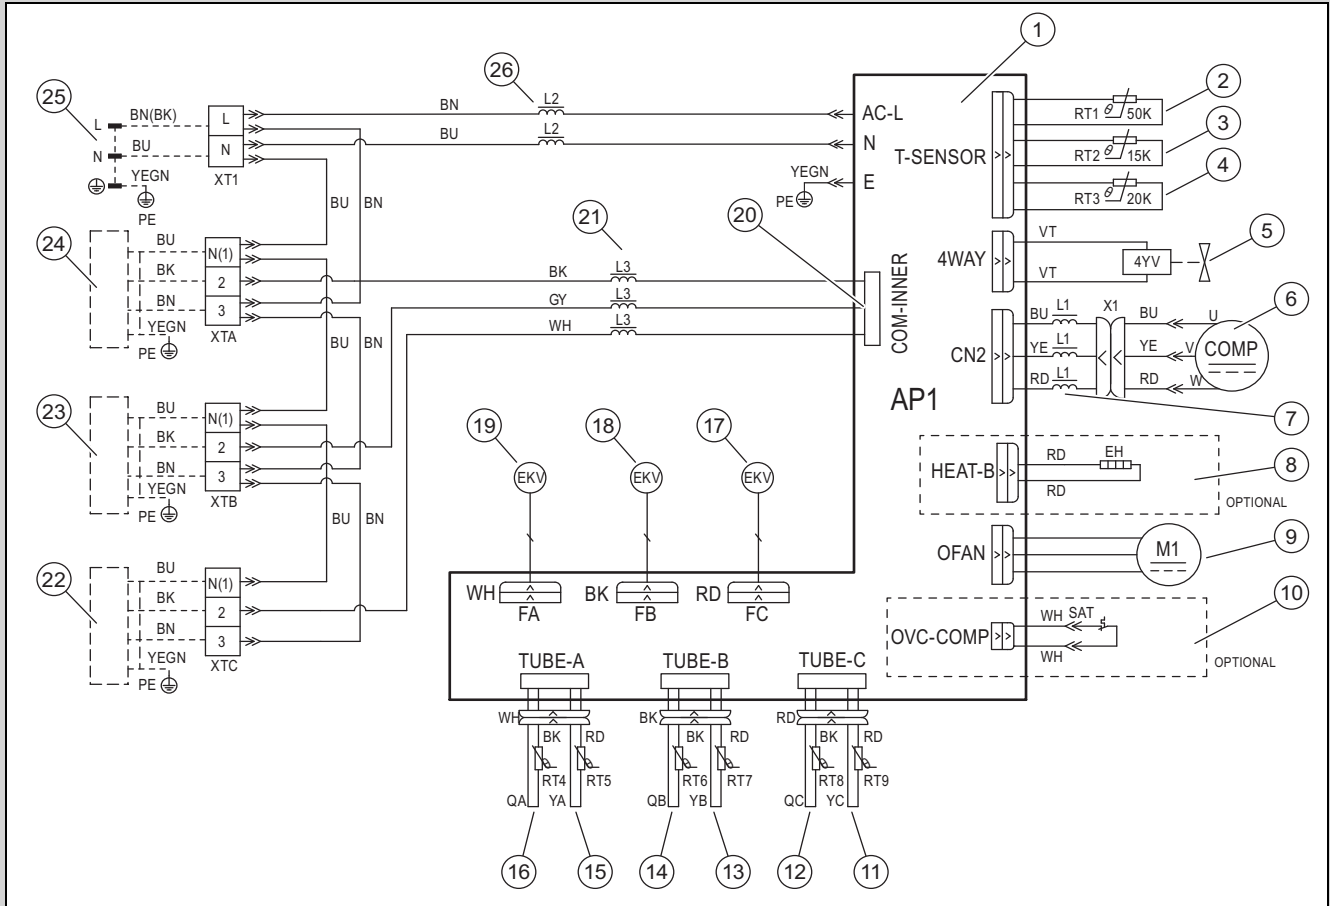 1
26
2
25
BN
L2
BN(BK)
L
AC-L
RT1
50K
3
L
BU
L2
N
BU
N
N
T-SENSOR
RT2
15K
YEGN
XT1
YEGN
E
4
PE
PE
RT3
20K
BU
BN
20
21
24
BU
N(1)
VT
5
4WAY
4YV
BK
2
BK
L3
VT
BN
3
GY
L3
6
YEGN
XTA
WH
L3
COM-INNER
BU
L1
X1
BU
U
PE
BU
BN
CN2
YE
L1
YE
V
COMP
RD
L1
RD
W
AP1
23
BU
N(1)
7
BK
2
19
18
17
BN
3
HEAT-B
RD
EH
8
YEGN
XTB
EKV
EKV
EKV
RD
OPTIONAL
PE
BU
BN
OFAN
M1
9
22
BU
N(1)
WH
FA
BK
FB
RD
FC
BK
2
10
BN
3
OVC-COMP
WH
SAT
WH
YEGN
XTC
OPTIONAL
PE
TUBE-A
TUBE-B
TUBE-C
WH
BK
RD
BK
RD
BK
RD
BK
RD
RT4
RT5
RT6
RT7
RT8
RT9
QA
YA
QB
YB
QC
YC
16
15
14
13
12
11